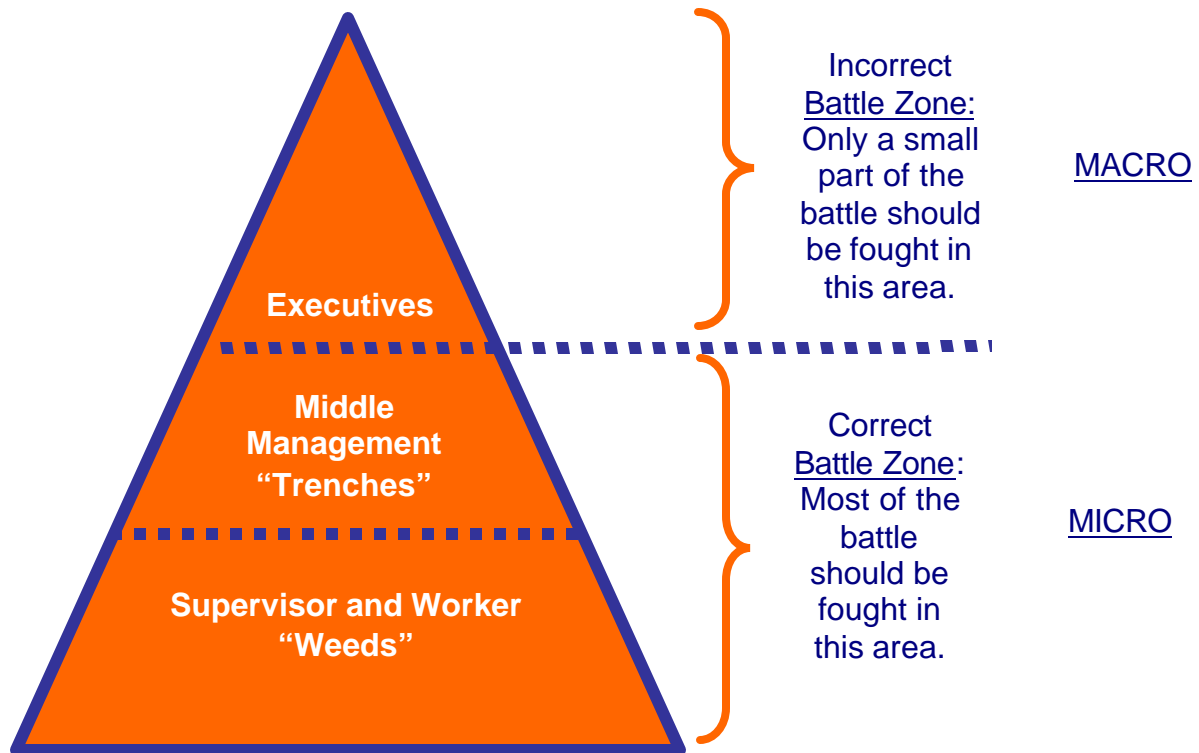 Incorrect
Battle Zone:
Only a small
part of the
battle should
be fought in
this area.
MACRO
Executives
Middle
Management
“Trenches”
Correct
Battle Zone:
Most of the
battle
should be
fought in
this area.
MICRO
Supervisor and Worker
“Weeds”